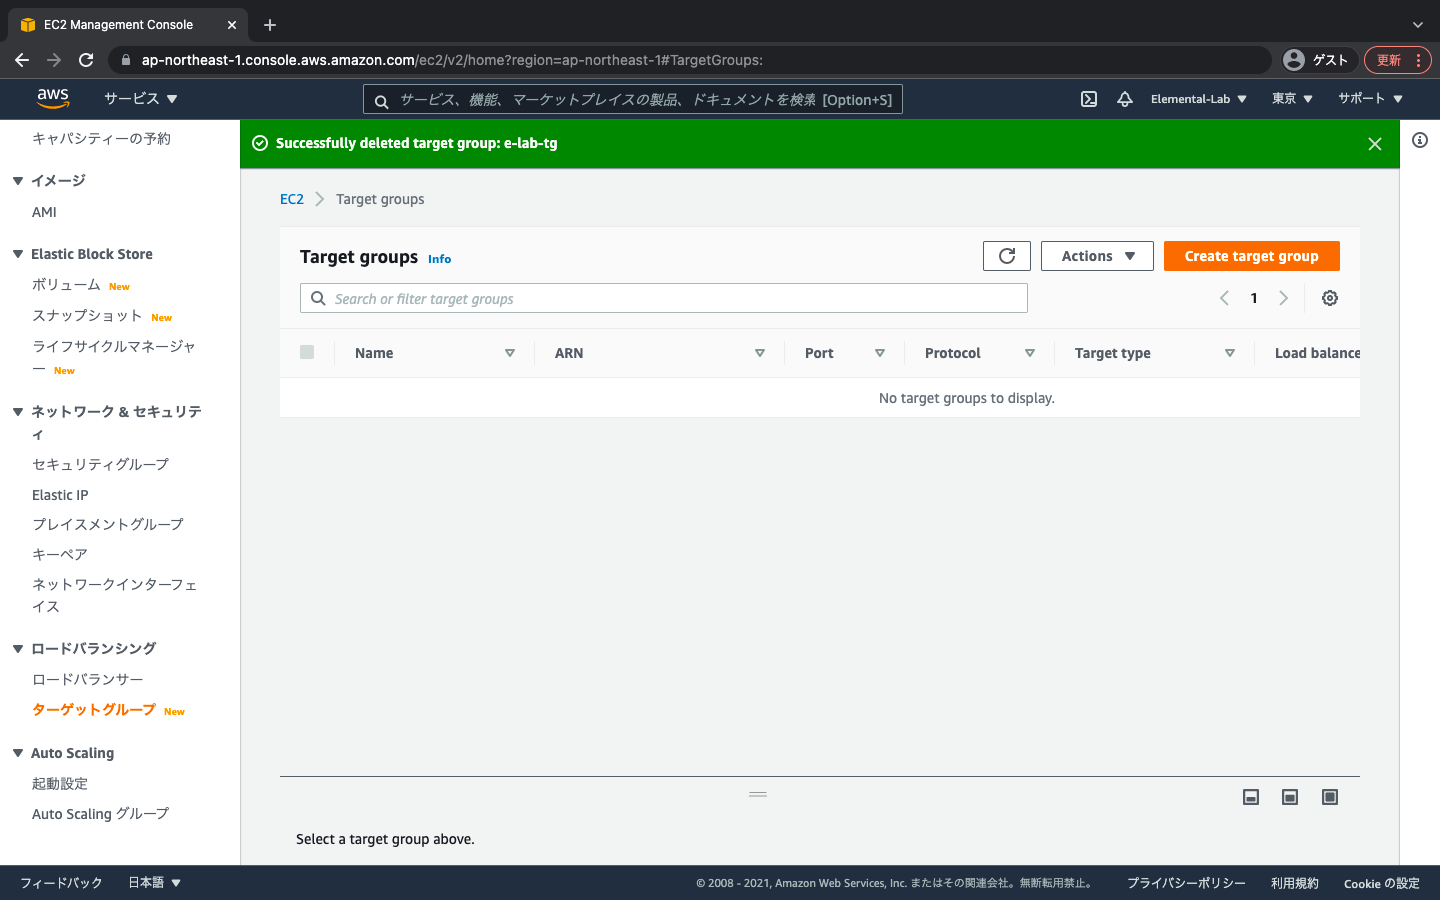 EC2 Management Console
ap-northeast-1.console.aws.amazon.com/ec2/v2/home?region=ap-northeast-1#TargetGroups:
ゲスト
更新
aws
サービス
サービス、機能、マーケットプレイスの製品、ドキュメントを検索 [Option+S]
Elemental-Lab
東京
サポート
キャパシティーの予約
イメージ
AMI
Elastic Block Store
ボリューム New
スナップショット New
ライフサイクルマネージャ
ー New
ネットワーク & セキュリテ
ィ
セキュリティグループ
Elastic IP
プレイスメントグループ
キーペア
ネットワークインターフェ
イス
ロードバランシング
ロードバランサー
ターゲットグループ New
Auto Scaling
起動設定
Auto Scaling グループ
Successfully deleted target group: e-lab-tg
EC2
Target groups
Target groups Info
Actions
Create target group
Search or filter target groups
1
Name
ARN
Port
Protocol
Target type
Load balance
No target groups to display.
Select a target group above.
フィードバック
日本語
© 2008 - 2021, Amazon Web Services, Inc. またはその関連会社。無断転用禁止。
プライバシーポリシー
利用規約
Cookie の設定